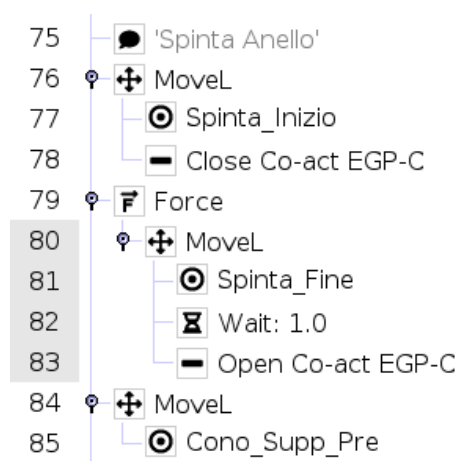 75 'Spinta Anello'
76 MoveL
77 Spinta_Inizio
78 Close Co-act EGP-C
79 F Force
80 MoveL
81 Spinta_Fine
82 Wait: 1.0
83 Open Co-act EGP-C
84 MoveL
85 Cono_Supp_Pre